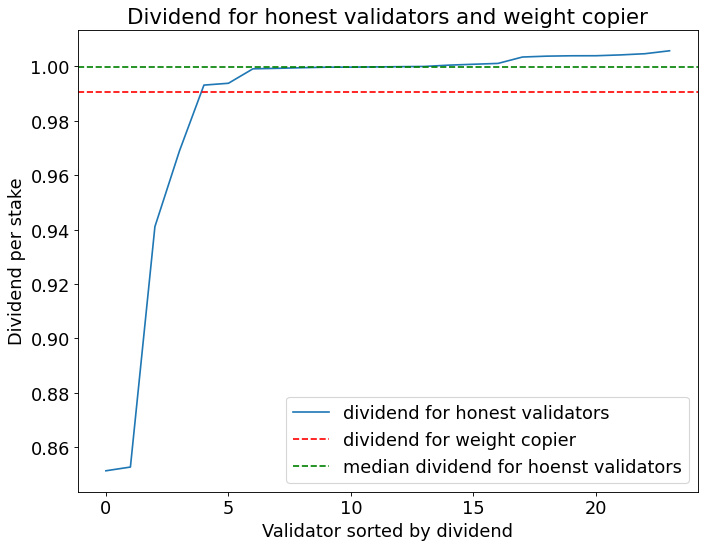 Dividend for honest validators and weight copier
Dividend per stake
1.00
0.98
0.96
0.94
0.92
0.90
0.88
0.86
dividend for honest validators
dividend for weight copier
median dividend for hoenst validators
0 5 10 15 20
Validator sorted by dividend